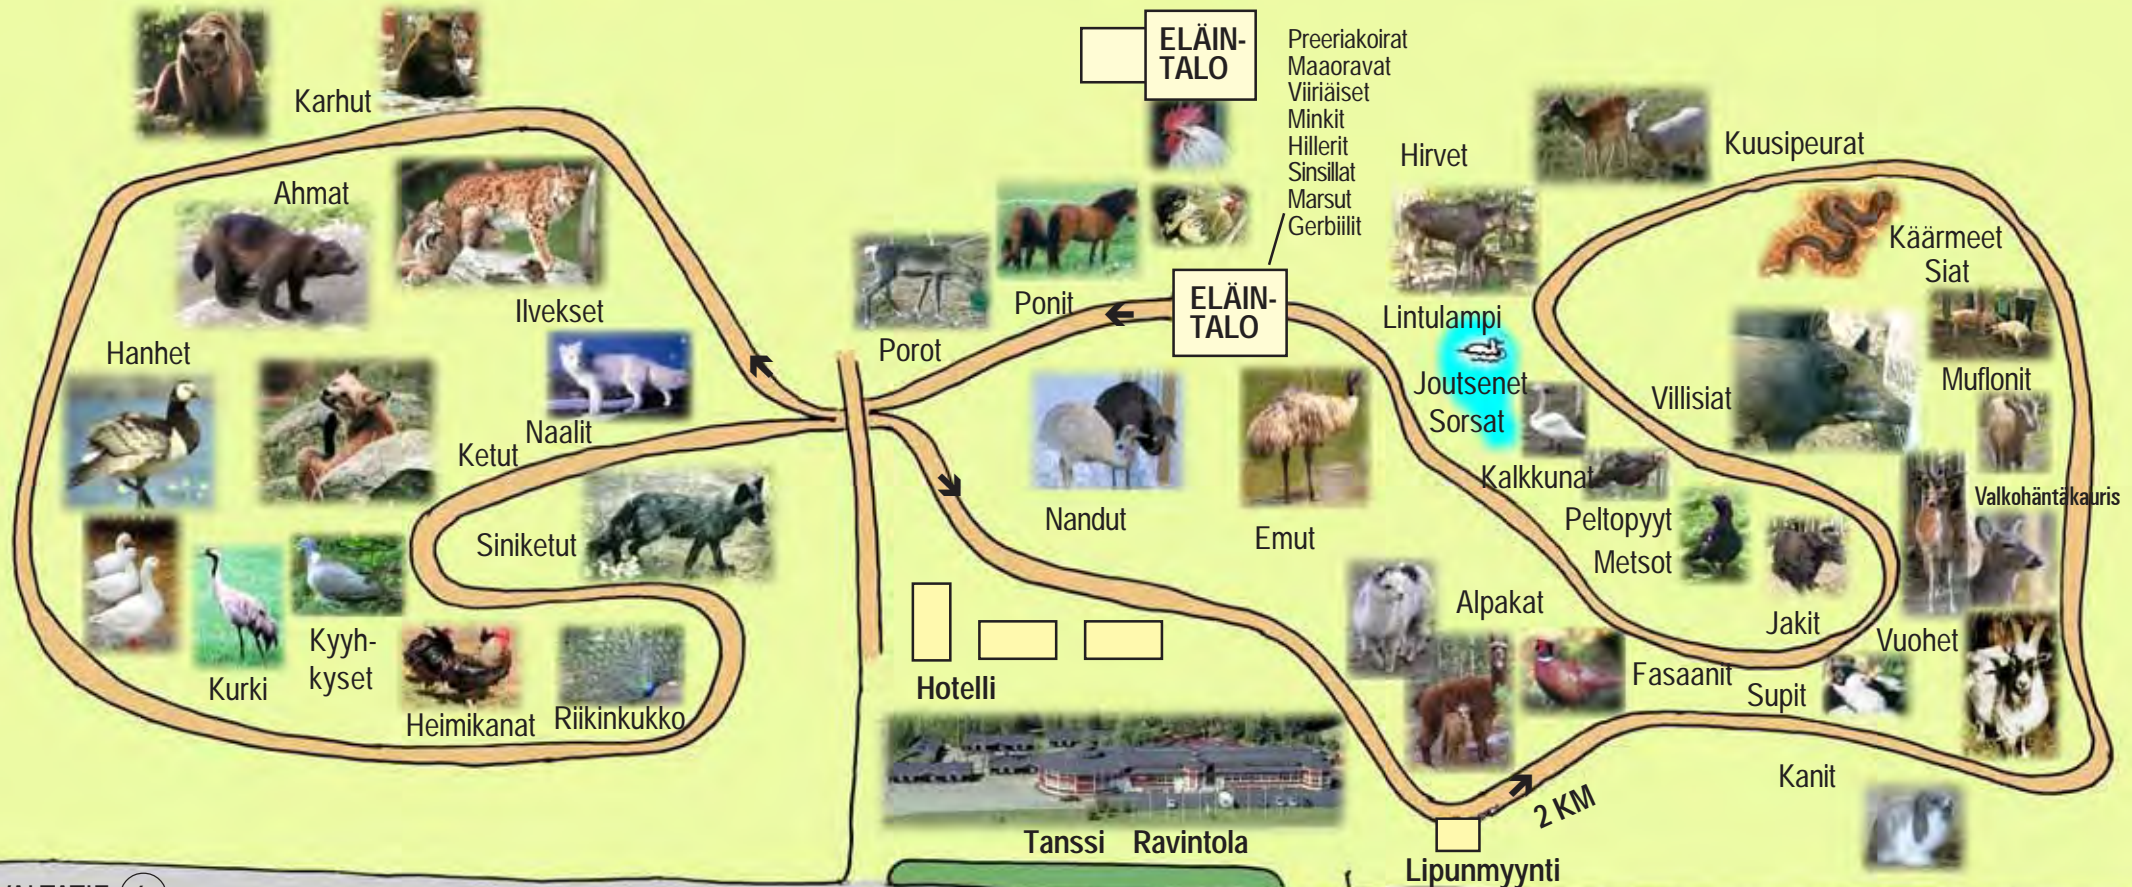 ELÄIN-
TALO
Preeriakoirat
Maaoravat
Viiriäiset
Minkit
Hillerit
Sinsillat
Marsut
Gerbiilit
Karhut
Ahmat
Ilvekset
Hanhet
Naalit
Ketut
Siniketut
Kyyh-
kyset
Kurki
Heimikanat
Riikinkukko
Porot
Ponit
ELÄIN-
TALO
Nandut
Emut
Hirvet
Kuusipeurat
Käärmeet
Siat
Lintulampi
Joutsenet
Sorsat
Villisiat
Muflonit
Kalkkunat
Valkohäntäkauris
Peltopyyt
Metsot
Jakit
Alpakat
Vuohet
Fasaanit
Supit
Kanit
Hotelli
Tanssi Ravintola
2 KM
Lipunmyynti